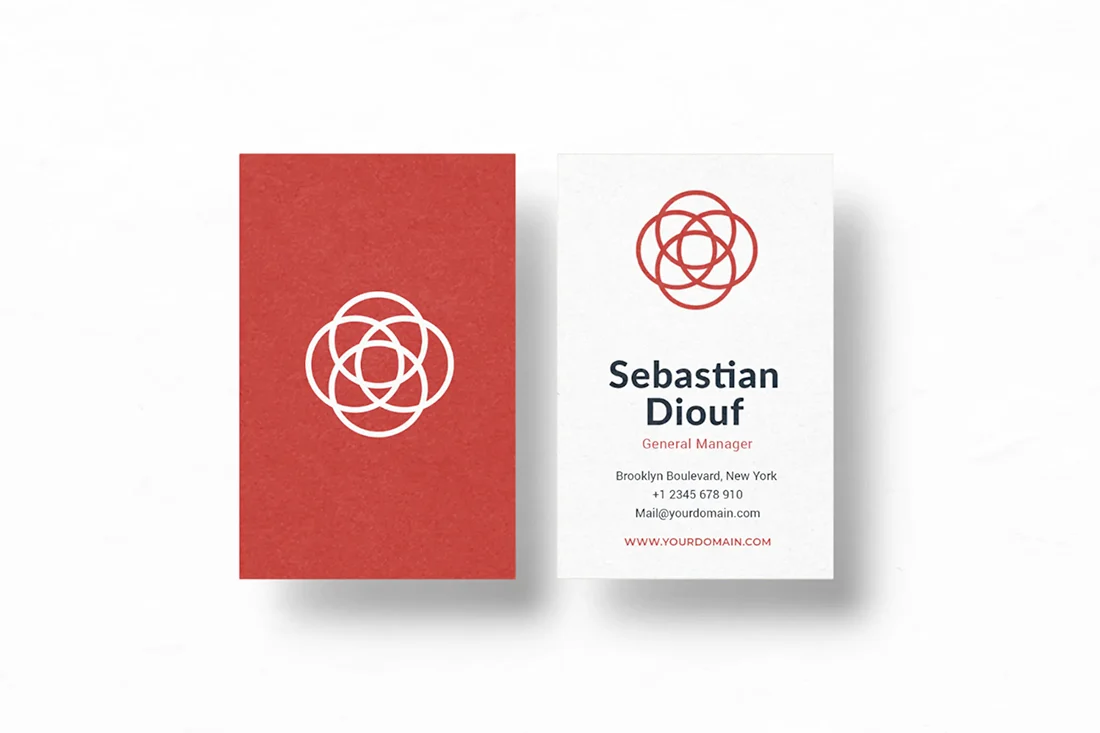 Sebastian
Diouf
General Manager
Brooklyn Boulevard, New York
+1 2345 678 910
Mail@yourdomain.com
WWW.YOURDOMAIN.COM